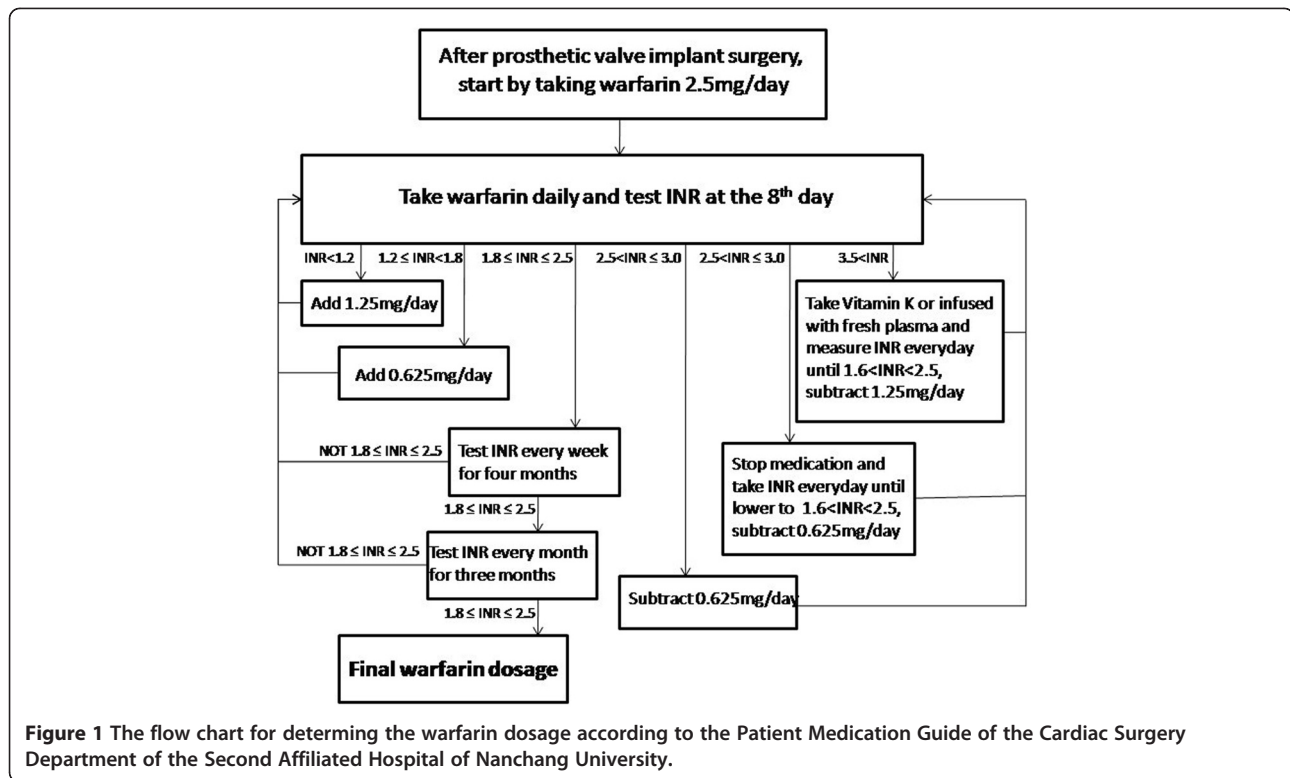 After prosthetic valve implant surgery,
start by taking warfarin 2.5mg/day
Take warfarin daily and test INR at the 8th day
INR<1.2
1.2 ≤ INR<1.8
1.8 ≤ INR ≤ 2.5
2.5<INR ≤ 3.0
2.5<INR ≤ 3.0
3.5<INR
Add 1.25mg/day
Add 0.625mg/day
Take Vitamin K or infused
with fresh plasma and
measure INR everyday
until 1.6<INR<2.5,
subtract 1.25mg/day
NOT 1.8 ≤ INR ≤ 2.5
Test INR every week
for four months
Stop medication and
take INR everyday until
lower to 1.6<INR<2.5,
subtract 0.625mg/day
1.8 ≤ INR ≤ 2.5
NOT 1.8 ≤ INR ≤ 2.5
Test INR every month
for three months
Subtract 0.625mg/day
1.8 ≤ INR ≤ 2.5
Final warfarin dosage
Figure 1 The flow chart for determing the warfarin dosage according to the Patient Medication Guide of the Cardiac Surgery
Department of the Second Affiliated Hospital of Nanchang University.